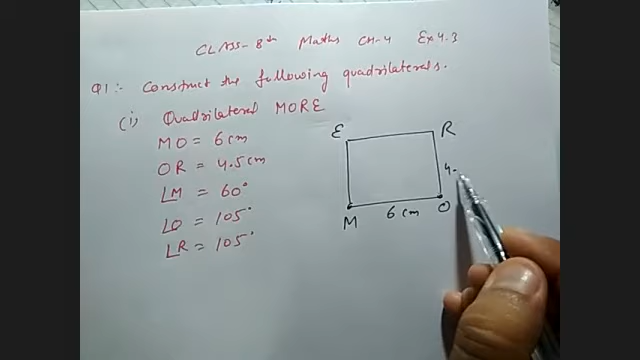 CLASS-8th Maths CH-4 Ex 4.3
Q1:- Construct the following quadrilaterals.
(i) Quadrilateral MORE
MO = 6 cm
OR = 4.5 cm
∠M = 60°
∠O = 105°
∠R = 105°
E R
4.
M 6 cm O